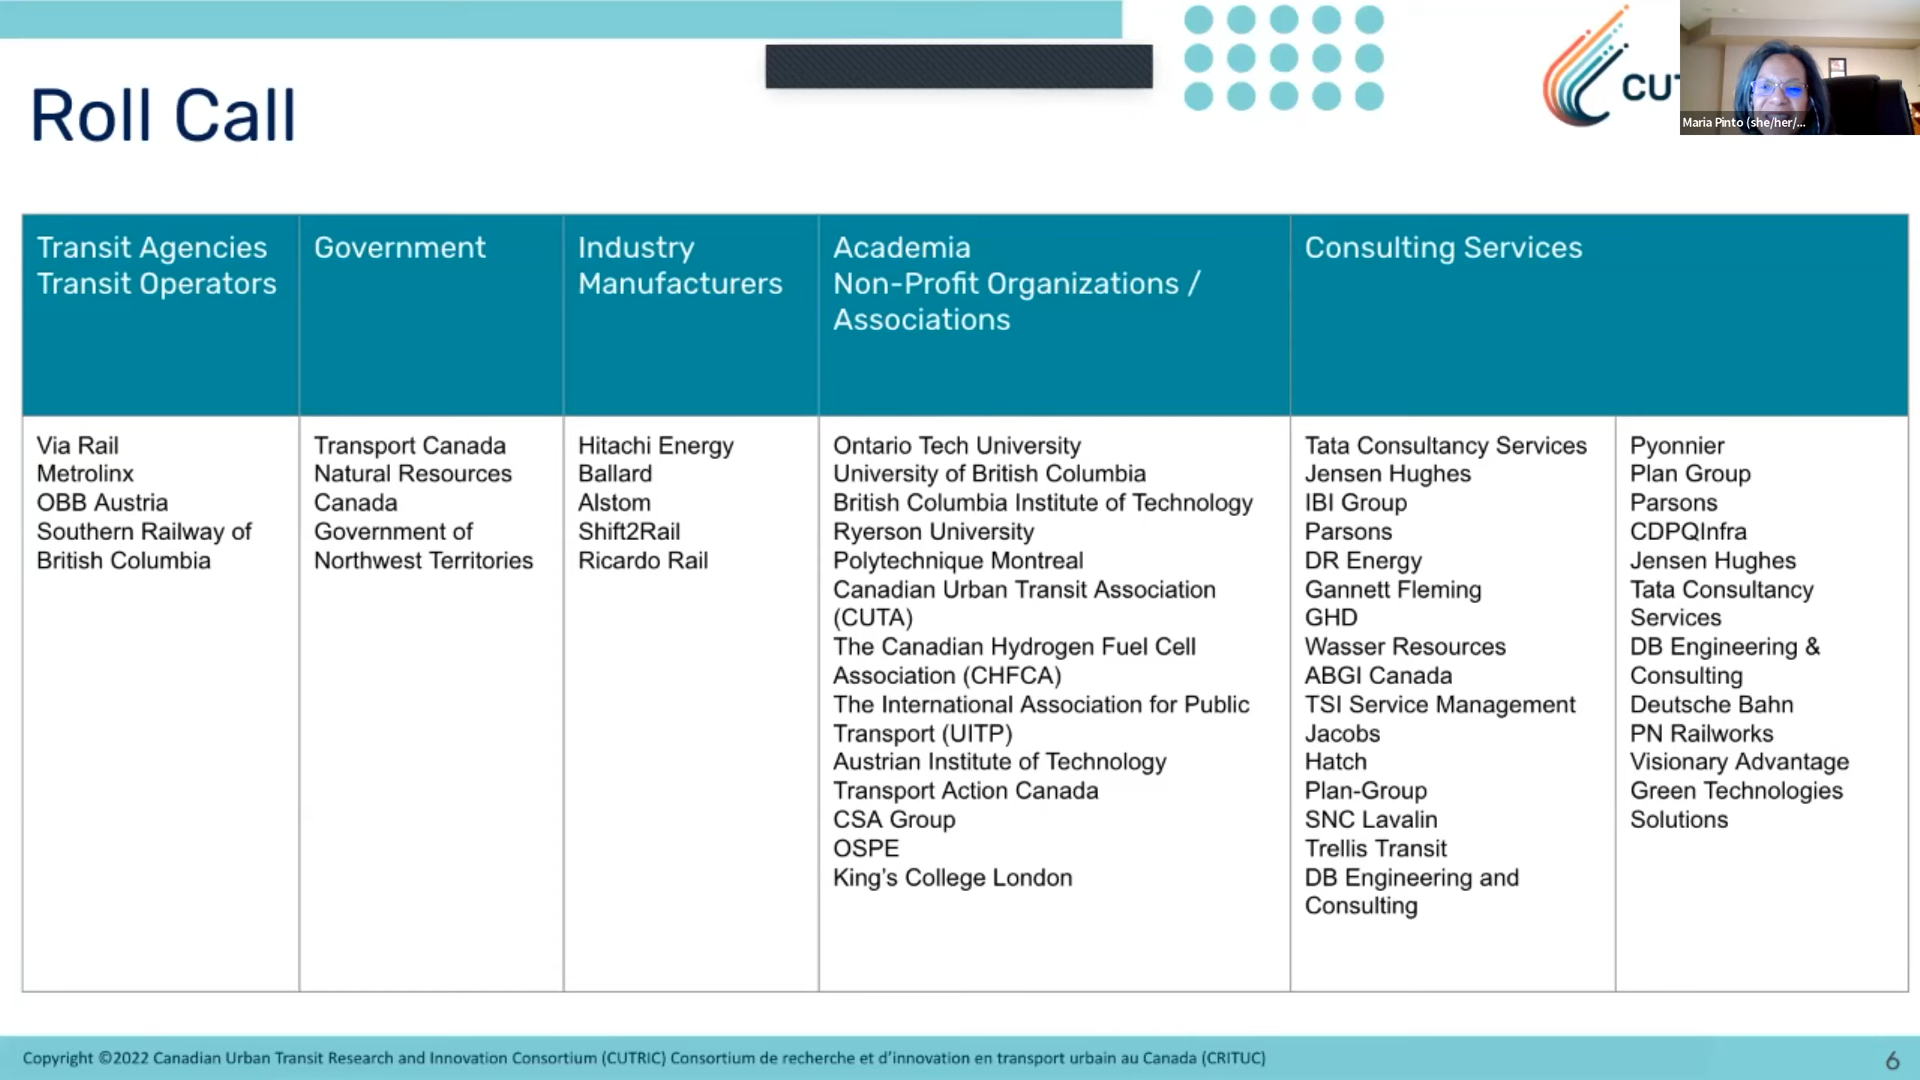 CUT
Maria Pinto (she/her/...
Roll Call
Transit Agencies
Transit Operators
Government
Industry
Manufacturers
Academia
Non-Profit Organizations /
Associations
Consulting Services
Via Rail
Metrolinx
OBB Austria
Southern Railway of
British Columbia
Transport Canada
Natural Resources
Canada
Government of
Northwest Territories
Hitachi Energy
Ballard
Alstom
Shift2Rail
Ricardo Rail
Ontario Tech University
University of British Columbia
British Columbia Institute of Technology
Ryerson University
Polytechnique Montreal
Canadian Urban Transit Association
(CUTA)
The Canadian Hydrogen Fuel Cell
Association (CHFCA)
The International Association for Public
Transport (UITP)
Austrian Institute of Technology
Transport Action Canada
CSA Group
OSPE
King's College London
Tata Consultancy Services
Jensen Hughes
IBI Group
Parsons
DR Energy
Gannett Fleming
GHD
Wasser Resources
ABGI Canada
TSI Service Management
Jacobs
Hatch
Plan-Group
SNC Lavalin
Trellis Transit
DB Engineering and
Consulting
Pyonnier
Plan Group
Parsons
CDPQInfra
Jensen Hughes
Tata Consultancy
Services
DB Engineering &
Consulting
Deutsche Bahn
PN Railworks
Visionary Advantage
Green Technologies
Solutions
Copyright ©2022 Canadian Urban Transit Research and Innovation Consortium (CUTRIC) Consortium de recherche et d'innovation en transport urbain au Canada (CRITUC)
6